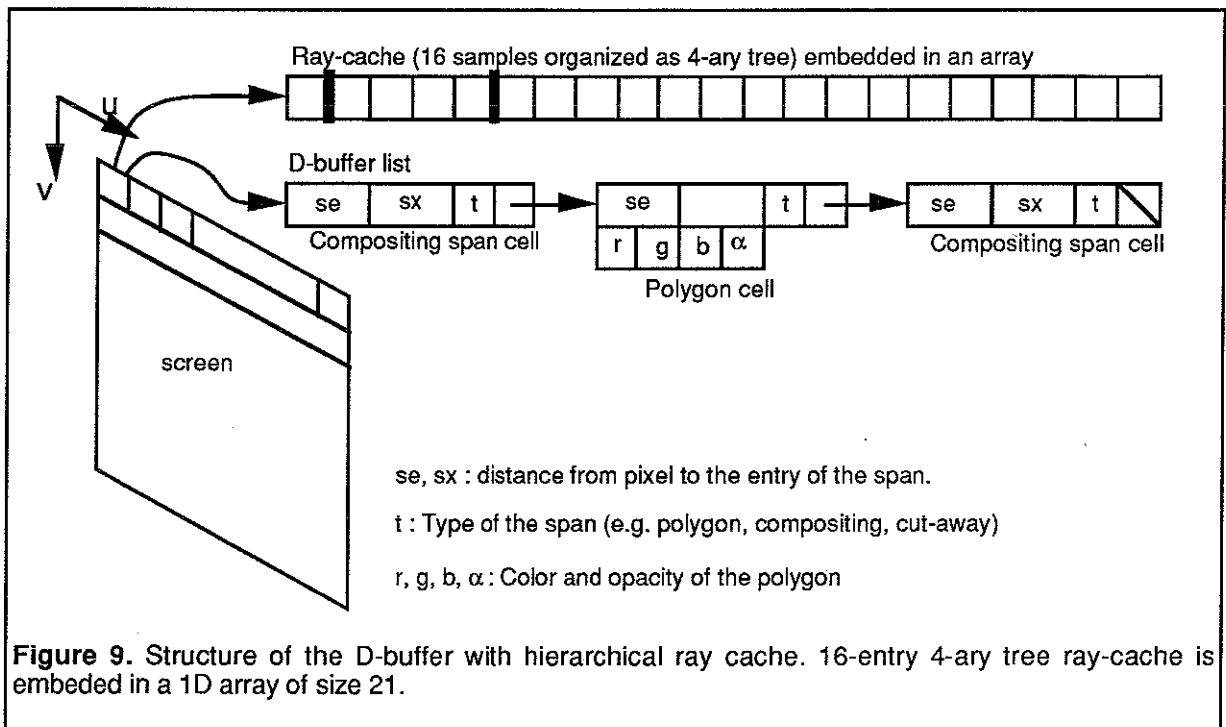 Ray-cache (16 samples organized as 4-ary tree) embedded in an array
u
v
D-buffer list
se sx t
Compositing span cell
se t
r g b α
Polygon cell
se sx t
Compositing span cell
screen
se, sx : distance from pixel to the entry of the span.
t : Type of the span (e.g. polygon, compositing, cut-away)
r, g, b, α : Color and opacity of the polygon
Figure 9. Structure of the D-buffer with hierarchical ray cache. 16-entry 4-ary tree ray-cache is
embeded in a 1D array of size 21.